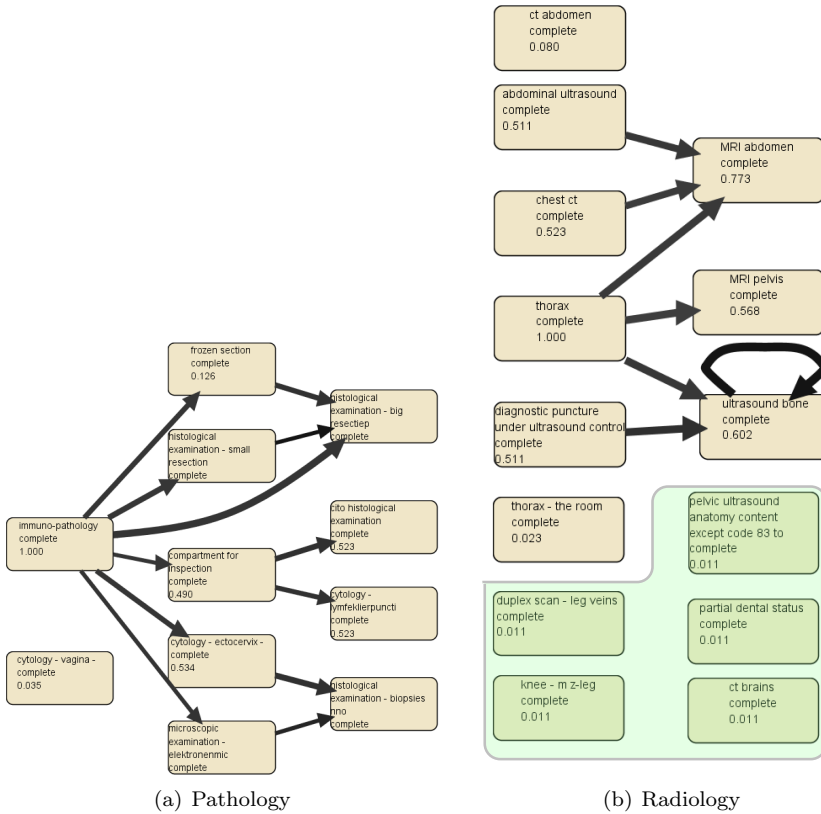 frozen section
complete
0.126
histological
examination - big
resectiep
complete
histological
examination - small
resection
complete
immuno-pathology
complete
1.000
cito histological
examination
complete
0.523
compartment for
inspection
complete
0.490
cytology -
lymfeklierpuncti
complete
0.523
cytology - ectocervix -
complete
0.534
cytology - vagina -
complete
0.035
histological
examination - biopsies
nno
complete
microscopic
examination -
elektronenmic
complete
(a) Pathology
ct abdomen
complete
0.080
abdominal ultrasound
complete
0.511
MRI abdomen
complete
0.773
chest ct
complete
0.523
MRI pelvis
complete
0.568
thorax
complete
1.000
ultrasound bone
complete
0.602
diagnostic puncture
under ultrasound control
complete
0.511
thorax - the room
complete
0.023
pelvic ultrasound
anatomy content
except code 83 to
complete
0.011
duplex scan - leg veins
complete
0.011
partial dental status
complete
0.011
knee - m z-leg
complete
0.011
ct brains
complete
0.011
(b) Radiology